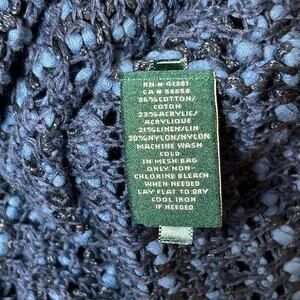 RN# 41381
CA# 56658
36%COTTON/
COTON
23%ACRYLIC/
ACRYLIQUE
21%LINEN/LIN
20%NYLON/NYLON
MACHINE WASH
COLD
IN MESH BAG
ONLY NON-
CHLORINE BLEACH
WHEN NEEDED
LAY FLAT TO DRY
COOL IRON
IF NEEDED